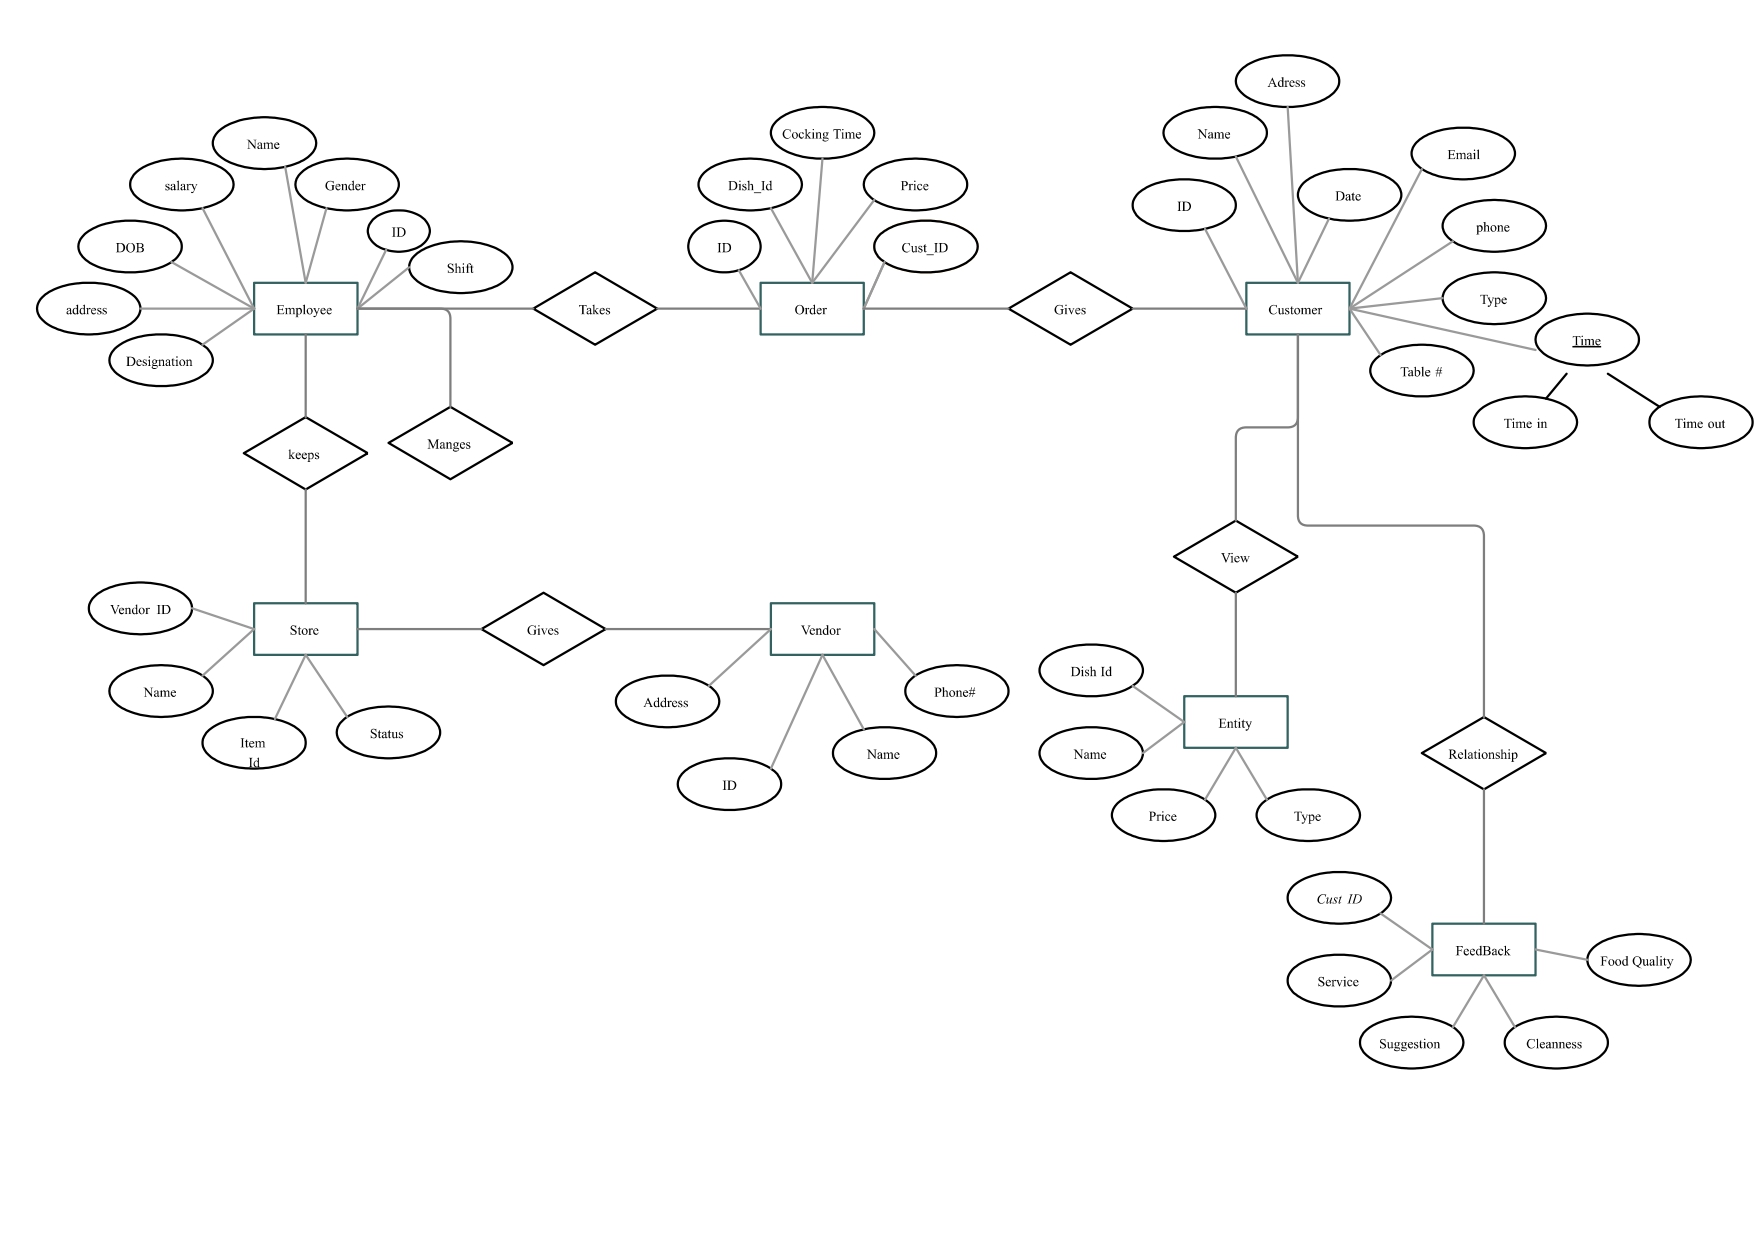 Adress
Name
Cocking Time
Name
Email
salary
Gender
Dish_Id
Price
Date
ID
phone
ID
DOB
ID
Cust_ID
Shift
Type
address
Employee
Takes
Order
Gives
Customer
Time
Designation
Table #
Time in
Time out
keeps
Manges
View
Vendor ID
Store
Gives
Vendor
Dish Id
Name
Address
Phone#
Entity
Item
Id
Status
Name
Name
Relationship
ID
Price
Type
Cust ID
FeedBack
Food Quality
Service
Suggestion
Cleanness